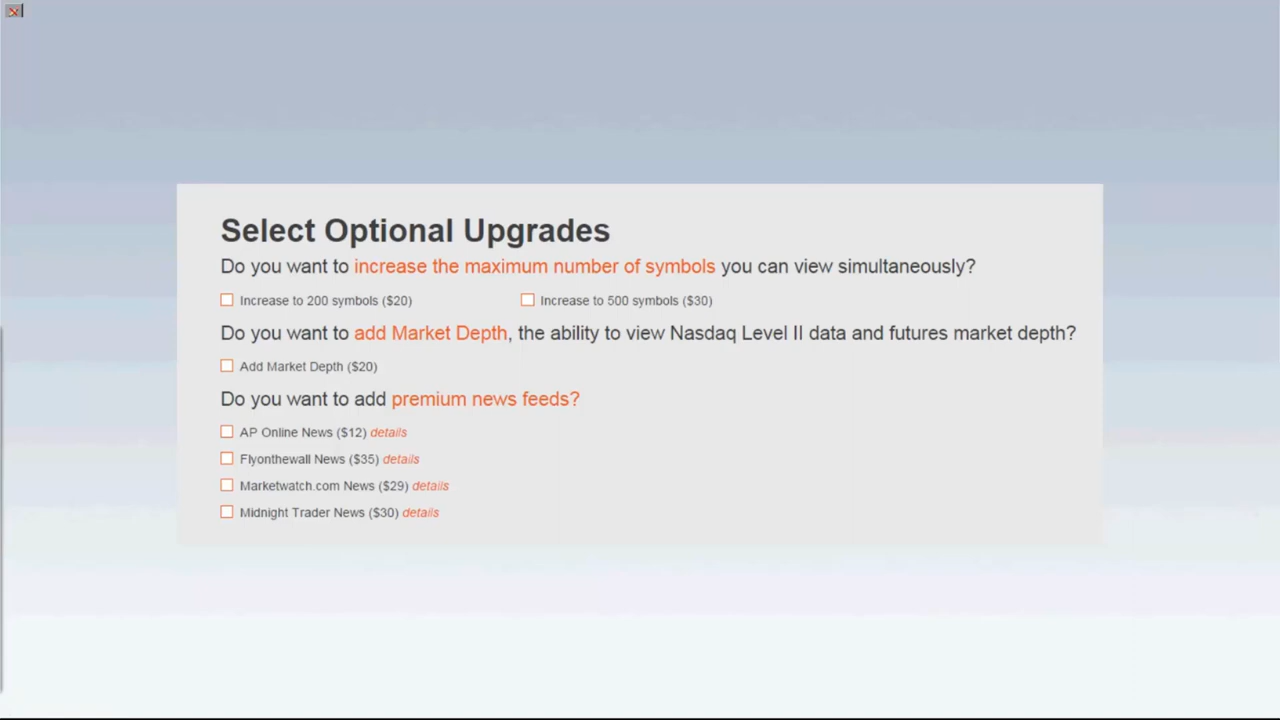 Select Optional Upgrades
Do you want to increase the maximum number of symbols you can view simultaneously?
Increase to 200 symbols ($20) Increase to 500 symbols ($30)
Do you want to add Market Depth, the ability to view Nasdaq Level II data and futures market depth?
Add Market Depth ($20)
Do you want to add premium news feeds?
AP Online News ($12) details
Flyonthewall News ($35) details
Marketwatch.com News ($29) details
Midnight Trader News ($30) details